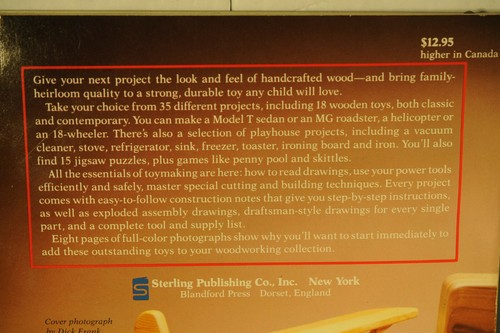 $12.95
higher in Canada
Give your next project the look and feel of handcrafted wood—and bring family-
heirloom quality to a strong, durable toy any child will love.
Take your choice from 35 different projects, including 18 wooden toys, both classic
and contemporary. You can make a Model T sedan or an MG roadster, a helicopter or
an 18-wheeler. There's also a selection of playhouse projects, including a vacuum
cleaner, stove, refrigerator, sink, freezer, toaster, ironing board and iron. You'll also
find 15 jigsaw puzzles, plus games like penny pool and skittles.
All the essentials of toymaking are here: how to read drawings, use your power tools
efficiently and safely, master special cutting and building techniques. Every project
comes with easy-to-follow construction notes that give you step-by-step instructions,
as well as exploded assembly drawings, draftsman-style drawings for every single
part, and a complete tool and supply list.
Eight pages of full-color photographs show why you'll want to start immediately to
add these outstanding toys to your woodworking collection.
Sterling Publishing Co., Inc. New York
Blandford Press Dorset, England
Cover photograph
by Dick Frank